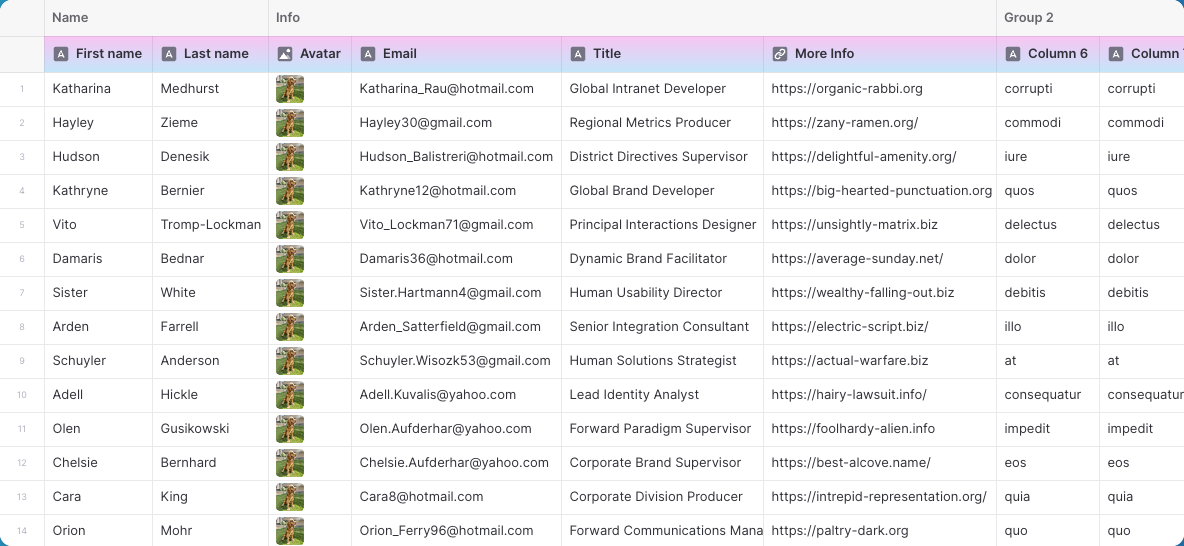 Name Info Group 2
First name Last name Avatar Email Title More Info Column 6 Column
1 Katharina Medhurst Katharina_Rau@hotmail.com Global Intranet Developer https://organic-rabbi.org corrupti corrupti
2 Hayley Zieme Hayley30@gmail.com Regional Metrics Producer https://zany-ramen.org/ commodi commodi
3 Hudson Denesik Hudson_Balistreri@hotmail.com District Directives Supervisor https://delightful-amenity.org/ iure iure
4 Kathryne Bernier Kathryne12@hotmail.com Global Brand Developer https://big-hearted-punctuation.org quos quos
5 Vito Tromp-Lockman Vito_Lockman71@gmail.com Principal Interactions Designer https://unsightly-matrix.biz delectus delectus
6 Damaris Bednar Damaris36@hotmail.com Dynamic Brand Facilitator https://average-sunday.net/ dolor dolor
7 Sister White Sister.Hartmann4@gmail.com Human Usability Director https://wealthy-falling-out.biz debitis debitis
8 Arden Farrell Arden_Satterfield@gmail.com Senior Integration Consultant https://electric-script.biz/ illo illo
9 Schuyler Anderson Schuyler.Wisozk53@gmail.com Human Solutions Strategist https://actual-warfare.biz at at
10 Adell Hickle Adell.Kuvalis@yahoo.com Lead Identity Analyst https://hairy-lawsuit.info/ consequatur consequatur
11 Olen Gusikowski Olen.Aufderhar@yahoo.com Forward Paradigm Supervisor https://foolhardy-alien.info impedit impedit
12 Chelsie Bernhard Chelsie.Aufderhar@yahoo.com Corporate Brand Supervisor https://best-alcove.name/ eos eos
13 Cara King Cara8@hotmail.com Corporate Division Producer https://intrepid-representation.org/ quia quia
14 Orion Mohr Orion_Ferry96@hotmail.com Forward Communications Mana https://paltry-dark.org quo quo